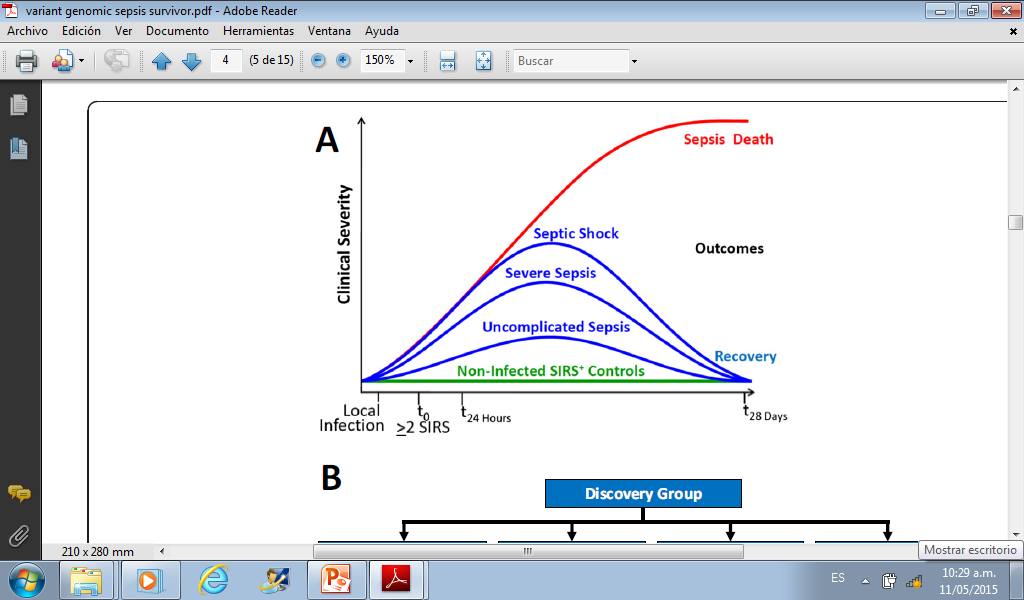 variant genomic sepsis survivor.pdf - Adobe Reader
Archivo Edición Ver Documento Herramientas Ventana Ayuda
4 (5 de 15) 150% Buscar
A
Clinical Severity
Sepsis Death
Septic Shock
Outcomes
Severe Sepsis
Uncomplicated Sepsis
Recovery
Non-Infected SIRS⁺ Controls
Local Infection
t0
≥2 SIRS
t24 Hours
t28 Days
B
Discovery Group
210 x 280 mm
Mostrar escritorio
ES
10:29 a.m.
11/05/2015